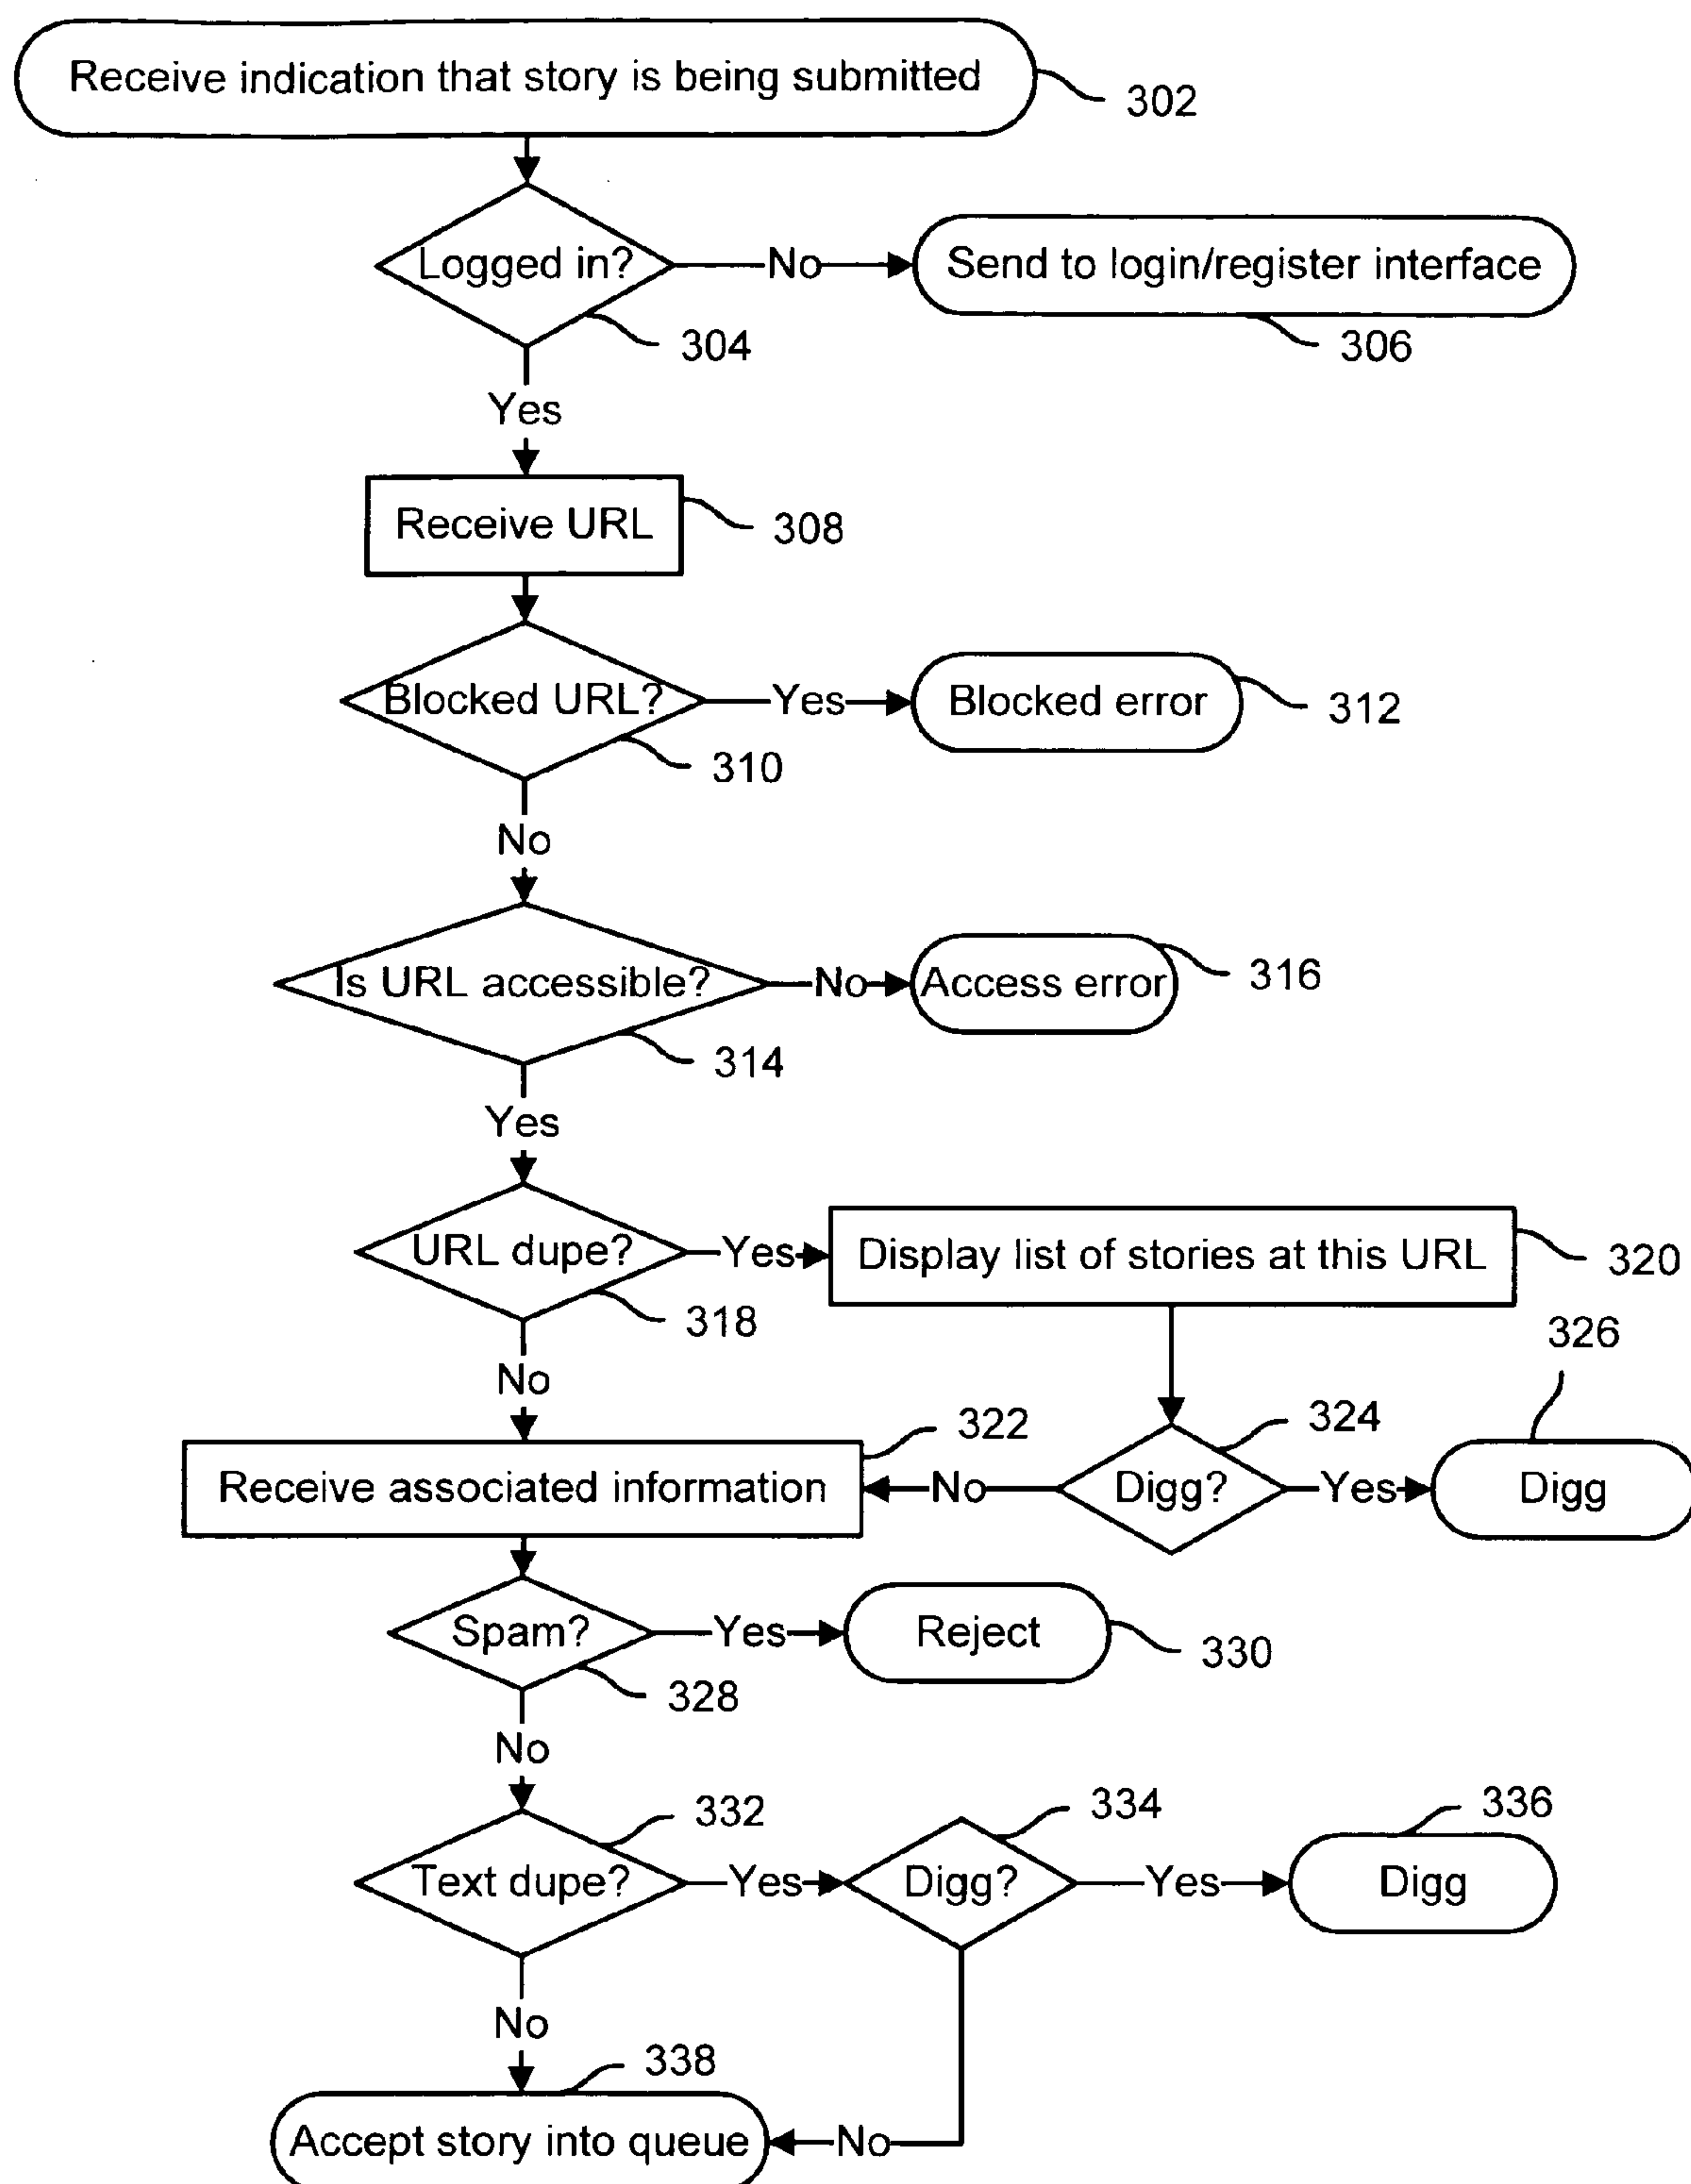 Receive indication that story is being submitted
302
Logged in?
No
Send to login/register interface
304
306
Yes
Receive URL
308
Blocked URL?
Yes
Blocked error
312
310
No
Is URL accessible?
No
Access error
316
314
Yes
URL dupe?
Yes
Display list of stories at this URL
320
318
326
No
322
324
Receive associated information
No
Digg?
Yes
Digg
Spam?
Yes
Reject
330
328
No
332
334
336
Text dupe?
Yes
Digg?
Yes
Digg
No
338
Accept story into queue
No